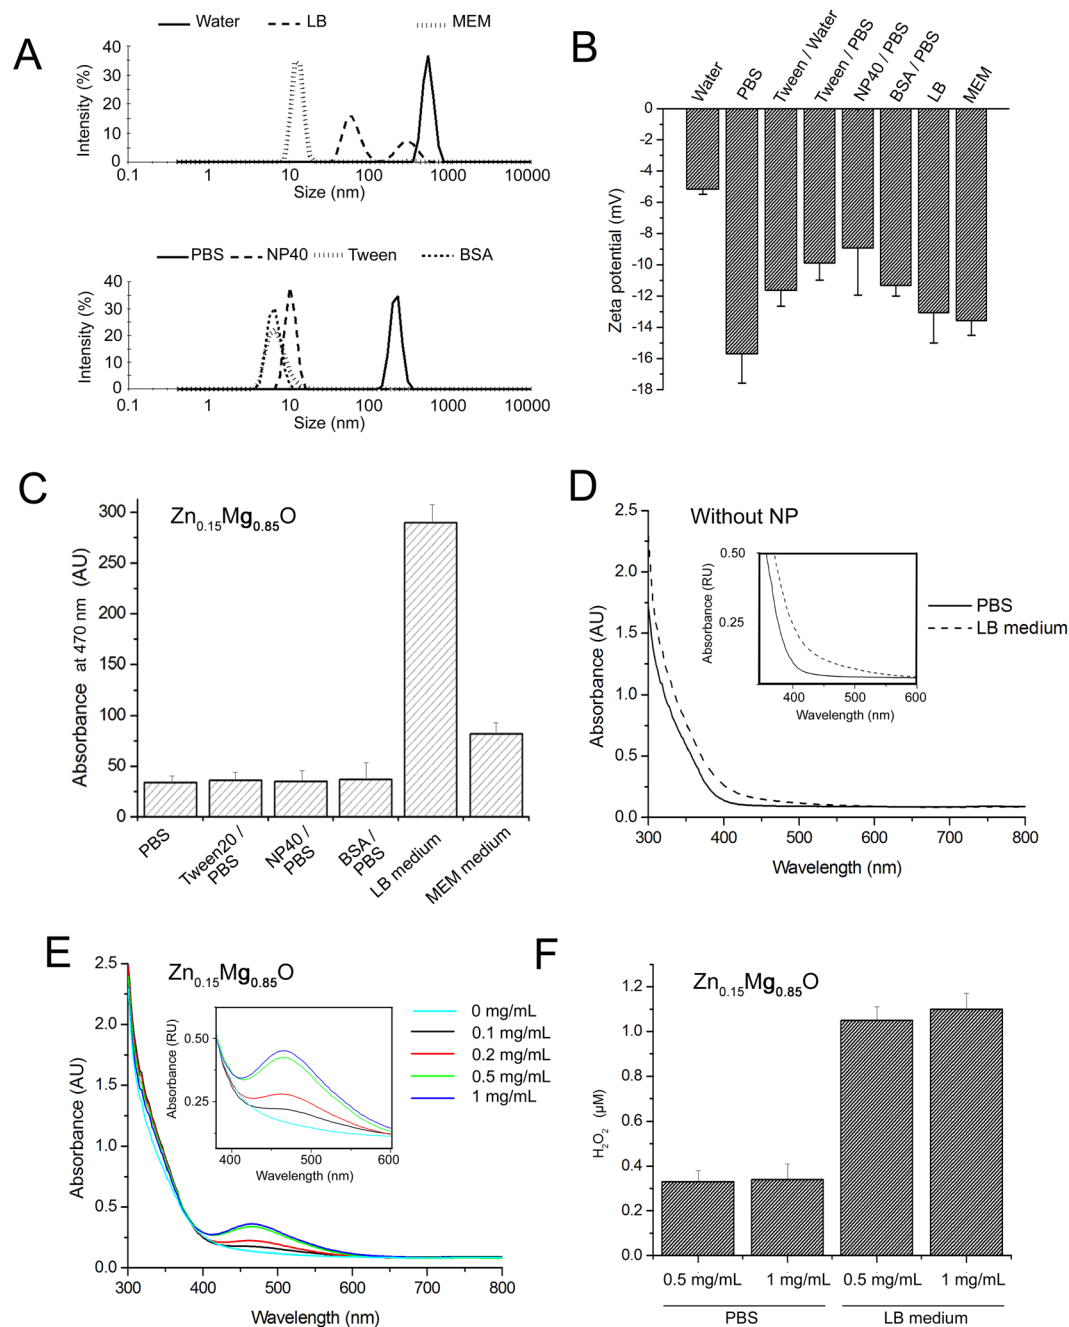 A
Water LB MEM
Intensity (%)
40
30
20
10
0
0.1 1 10 100 1000 10000
Size (nm)
PBS NP40 Tween BSA
Intensity (%)
40
30
20
10
0
0.1 1 10 100 1000 10000
Size (nm)
B
Water
PBS
Tween / Water
Tween / PBS
NP40 / PBS
BSA / PBS
LB
MEM
Zeta potential (mV)
0
-2
-4
-6
-8
-10
-12
-14
-16
-18
C
Zn0.15Mg0.85O
Absorbance at 470 nm (AU)
300
250
200
150
100
50
0
PBS
Tween20 /
PBS
NP40 /
PBS
BSA /
PBS
LB medium
MEM medium
D
Without NP
Absorbance (AU)
2.5
2.0
1.5
1.0
0.5
0.0
300 400 500 600 700 800
Wavelength (nm)
Absorbance (RU)
0.50
0.25
400 500 600
Wavelength (nm)
PBS
LB medium
E
Zn0.15Mg0.85O
Absorbance (AU)
2.5
2.0
1.5
1.0
0.5
0.0
300 400 500 600 700 800
Wavelength (nm)
Absorbance (RU)
0.50
0.25
400 500 600
Wavelength (nm)
0 mg/mL
0.1 mg/mL
0.2 mg/mL
0.5 mg/mL
1 mg/mL
F
Zn0.15Mg0.85O
H2O2 (µM)
1.2
1.0
0.8
0.6
0.4
0.2
0.0
0.5 mg/mL 1 mg/mL 0.5 mg/mL 1 mg/mL
PBS LB medium